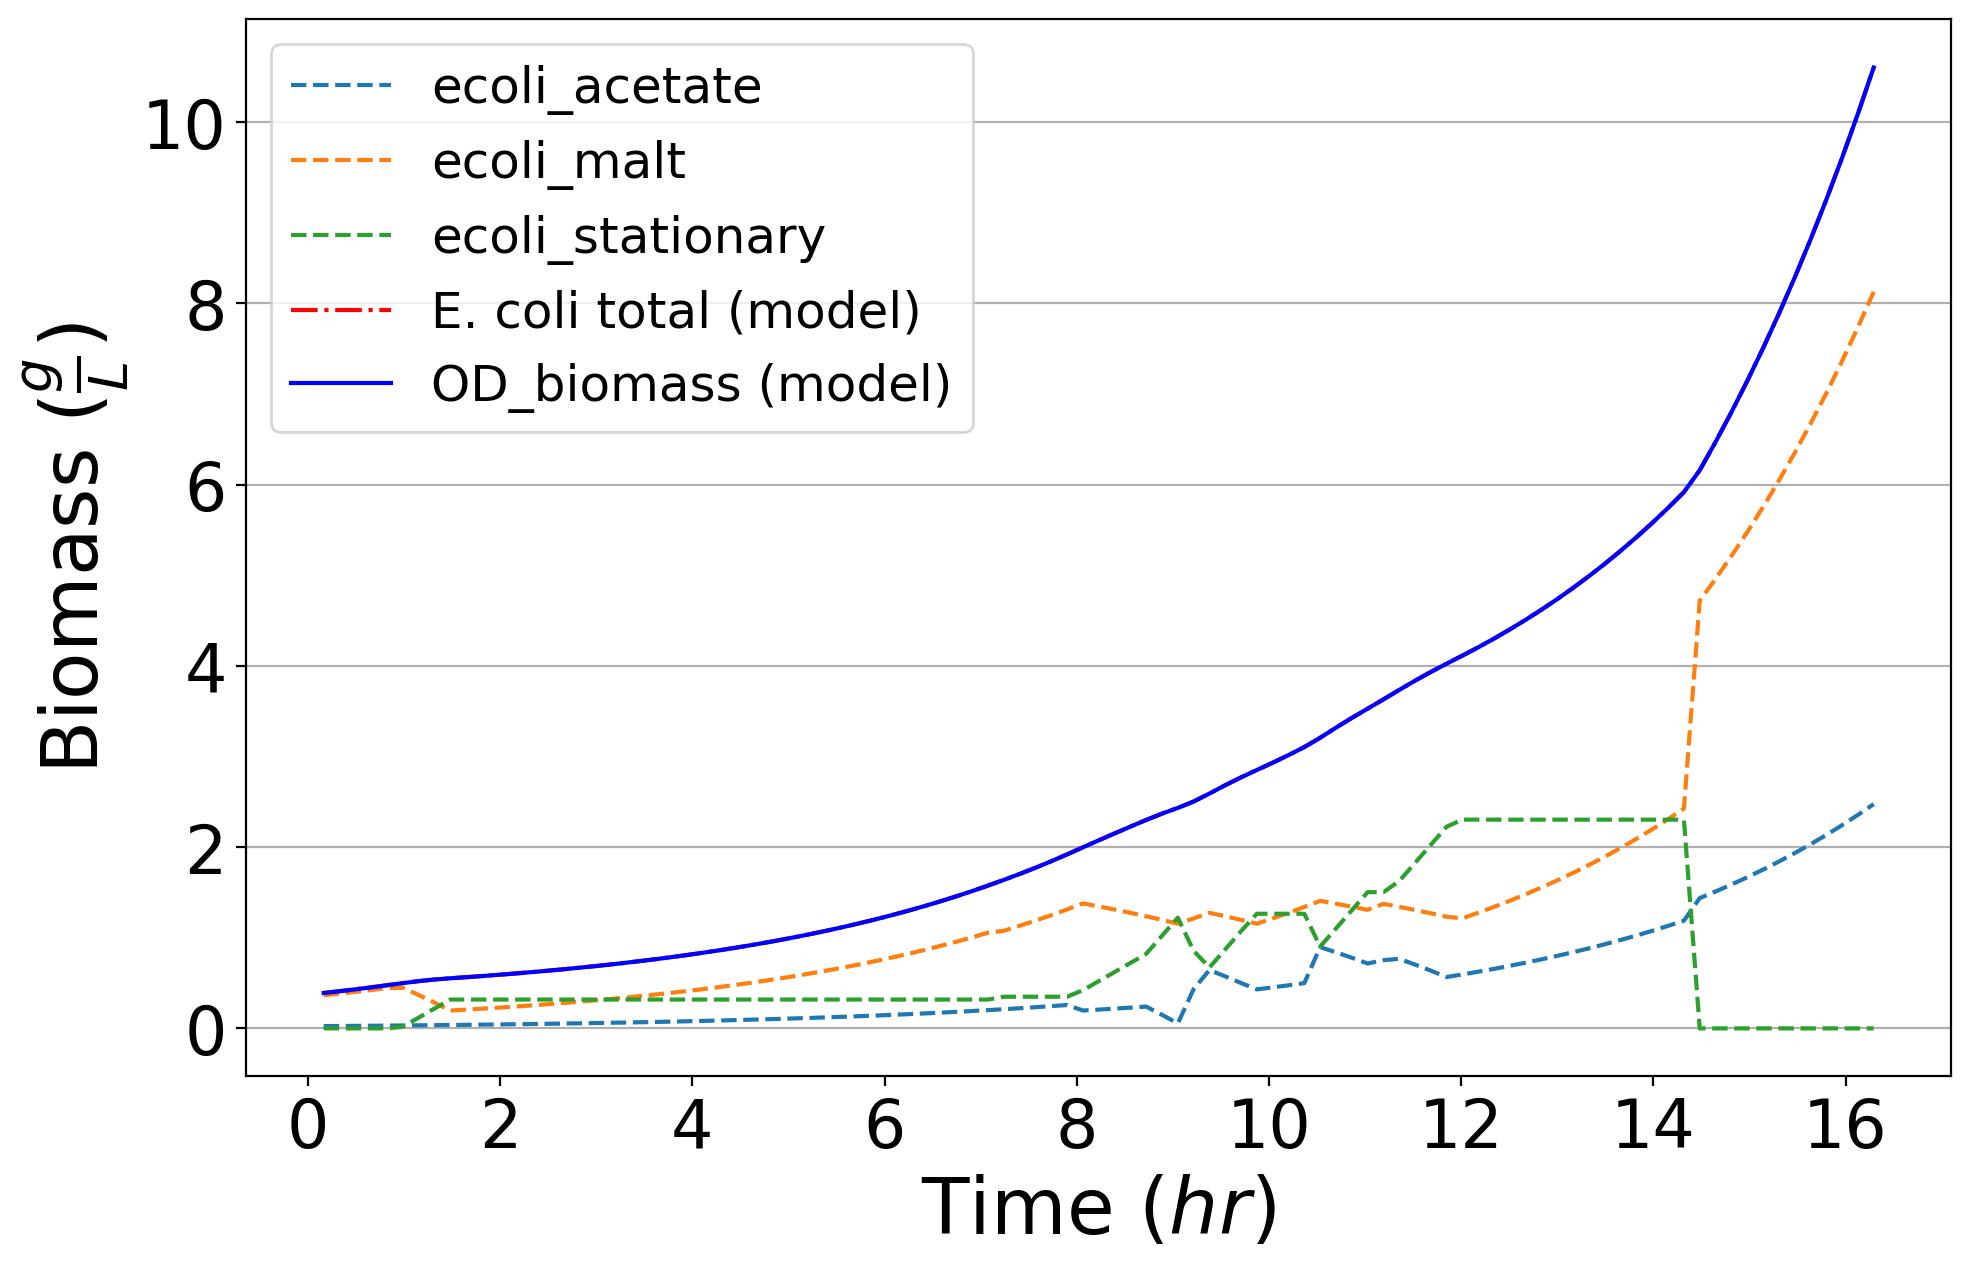 ecoli_acetate
ecoli_malt
ecoli_stationary
E. coli total (model)
OD_biomass (model)
10
8
6
4
2
0
Biomass (g/L)
0 2 4 6 8 10 12 14 16
Time (hr)